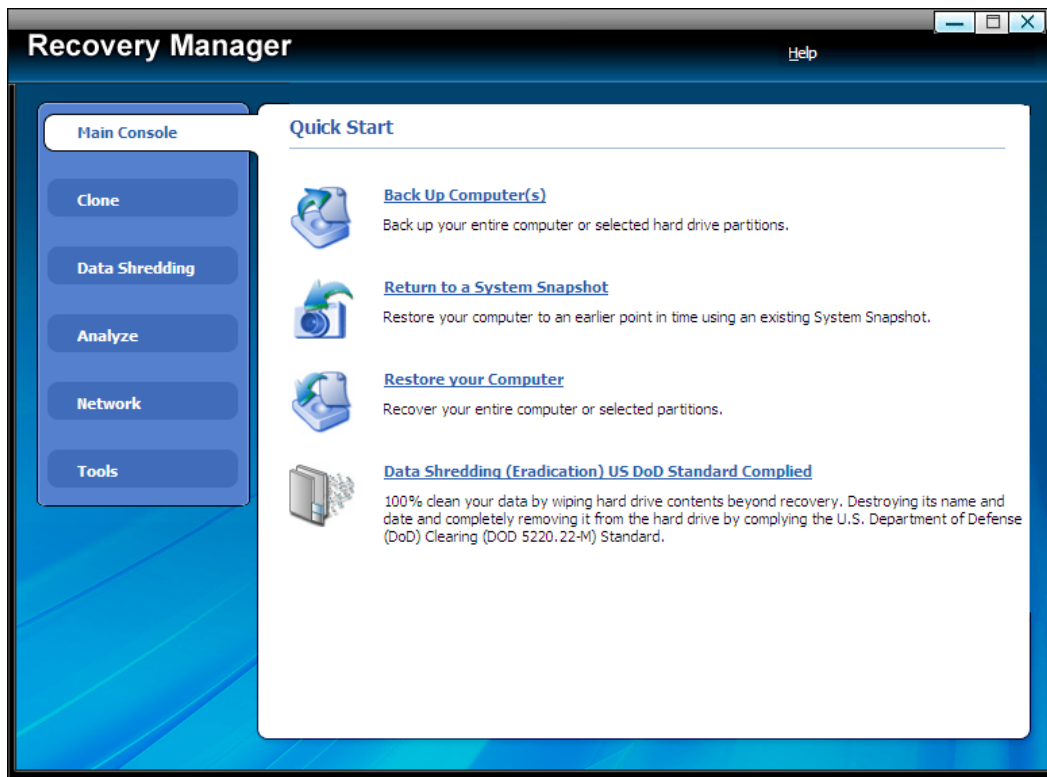 Recovery Manager
Help
Main Console
Clone
Data Shredding
Analyze
Network
Tools
Quick Start
Back Up Computer(s)
Back up your entire computer or selected hard drive partitions.
Return to a System Snapshot
Restore your computer to an earlier point in time using an existing System Snapshot.
Restore your Computer
Recover your entire computer or selected partitions.
Data Shredding (Eradication) US DoD Standard Complied
100% clean your data by wiping hard drive contents beyond recovery. Destroying its name and
date and completely removing it from the hard drive by complying the U.S. Department of Defense
(DoD) Clearing (DOD 5220.22-M) Standard.